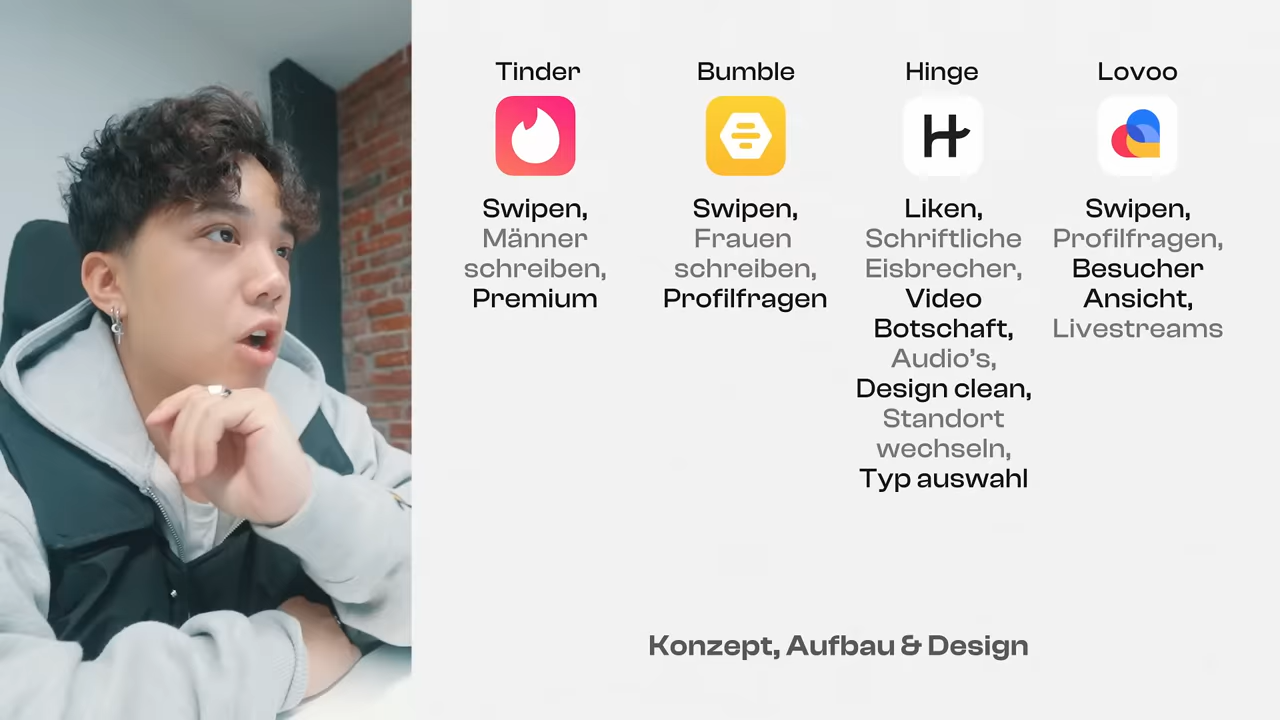 Tinder
Swipen,
Männer
schreiben,
Premium
Bumble
Swipen,
Frauen
schreiben,
Profilfragen
Hinge
H
Liken,
Schriftliche
Eisbrecher,
Video
Botschaft,
Audio’s,
Design clean,
Standort
wechseln,
Typ auswahl
Lovoo
Swipen,
Profilfragen,
Besucher
Ansicht,
Livestreams
Konzept, Aufbau & Design